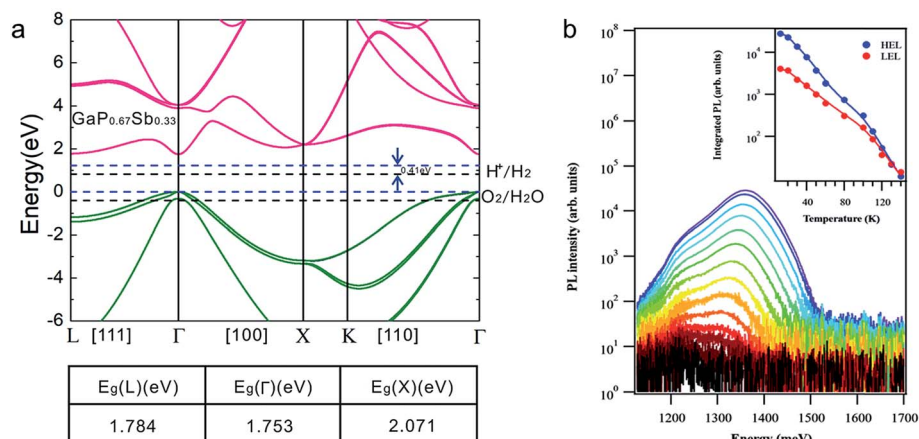 a
Energy(eV)
8
6
4
2
0
-2
-4
-6
GaP0.67Sb0.33
0.41eV
H+/H2
O2/H2O
L [1111] Γ [100] X K [110] Γ
Eg(L)(eV) Eg(Γ)(eV) Eg(X)(eV)
1.784 1.753 2.071
b
PL intensity (arb. units)
10^8
10^7
10^6
10^5
10^4
10^3
10^2
10^1
10^0
1200 1300 1400 1500 1600 1700
Energy (meV)
Integrated PL (arb. units)
10^4
10^3
10^2
HEL
LEL
40 80 120
Temperature (K)